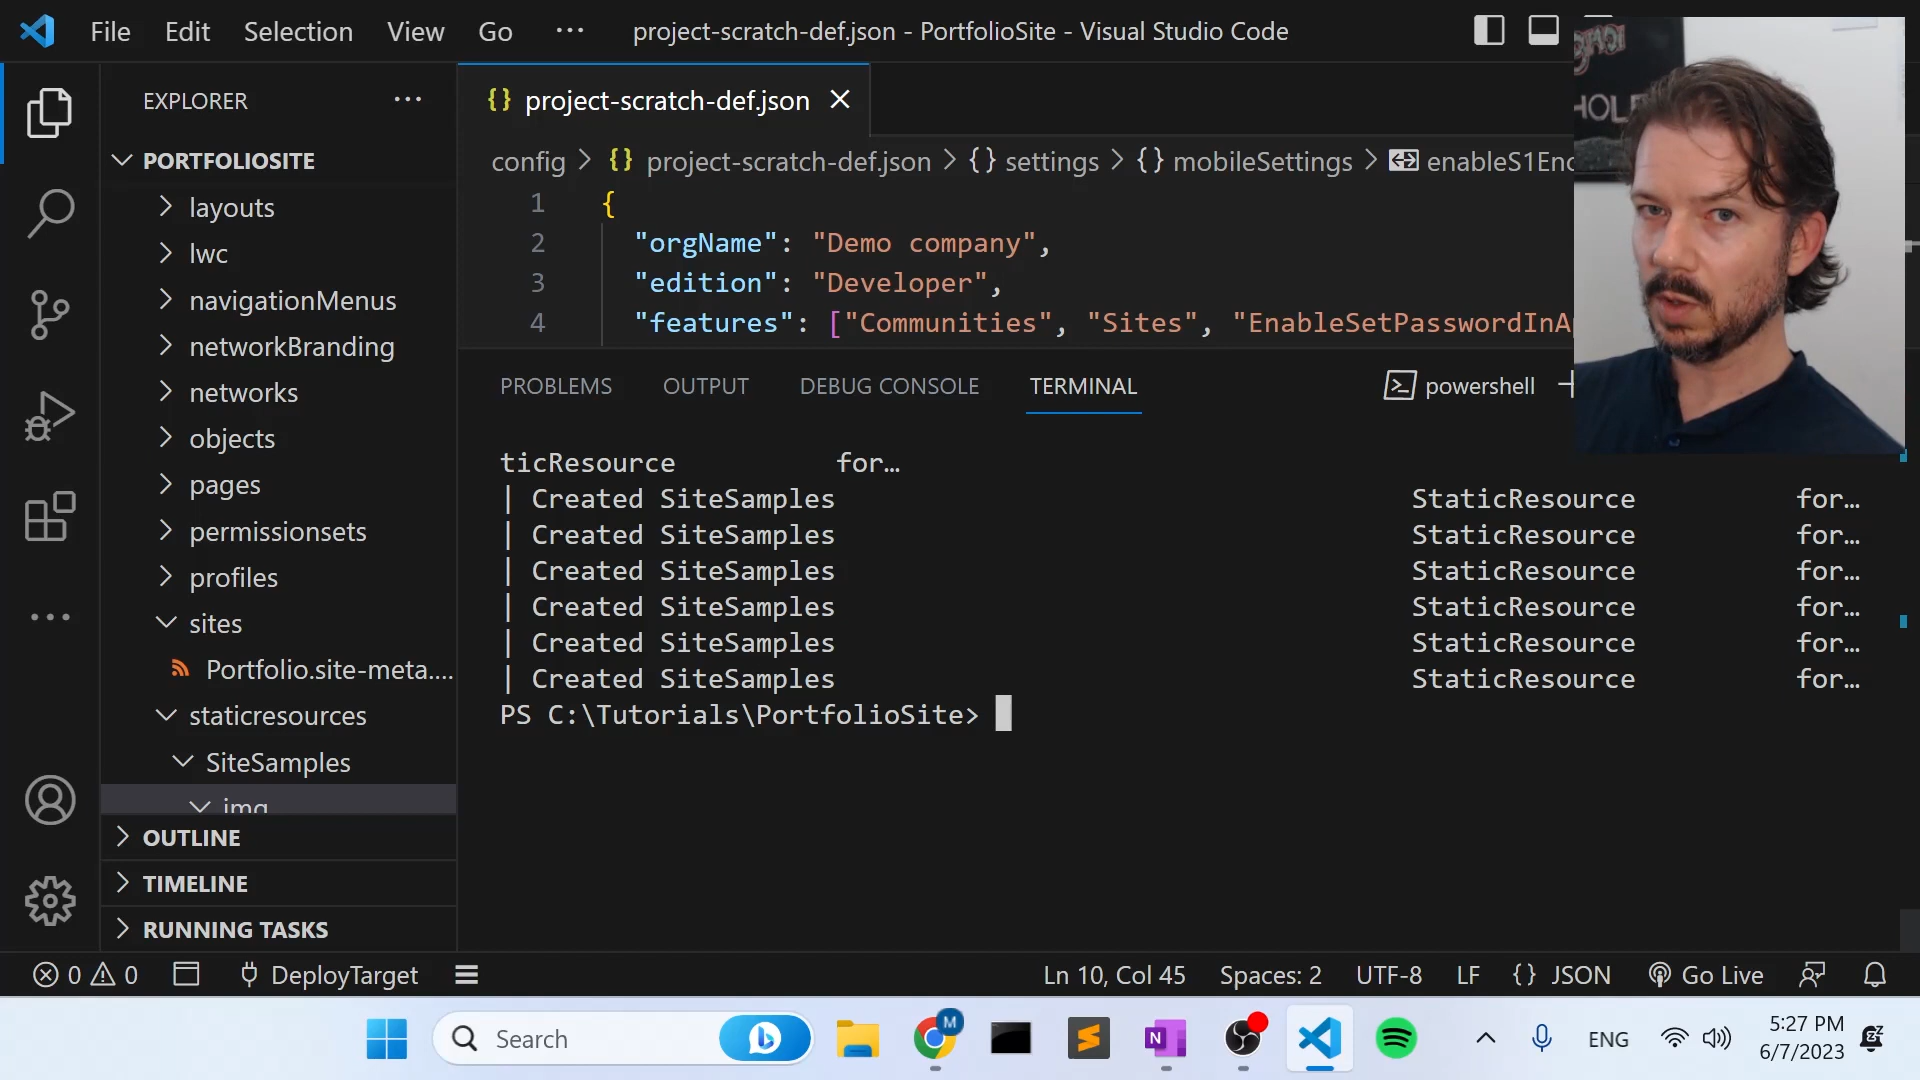 File Edit Selection View Go ··· project-scratch-def.json - PortfolioSite - Visual Studio Code
EXPLORER ···
PORTFOLIOSITE
layouts
lwc
navigationMenus
networkBranding
networks
objects
pages
permissionsets
profiles
sites
Portfolio.site-meta....
staticresources
SiteSamples
img
OUTLINE
TIMELINE
RUNNING TASKS
{} project-scratch-def.json ×
config > {} project-scratch-def.json > {} settings > {} mobileSettings > enableS1Enc
1 {
2 "orgName": "Demo company",
3 "edition": "Developer",
4 "features": ["Communities", "Sites", "EnableSetPasswordInA
PROBLEMS OUTPUT DEBUG CONSOLE TERMINAL powershell +
ticResource for…
| Created SiteSamples StaticResource for…
| Created SiteSamples StaticResource for…
| Created SiteSamples StaticResource for…
| Created SiteSamples StaticResource for…
| Created SiteSamples StaticResource for…
| Created SiteSamples StaticResource for…
PS C:\Tutorials\PortfolioSite>
0 0 DeployTarget Ln 10, Col 45 Spaces: 2 UTF-8 LF {} JSON Go Live
Search M N ENG 5:27 PM
6/7/2023